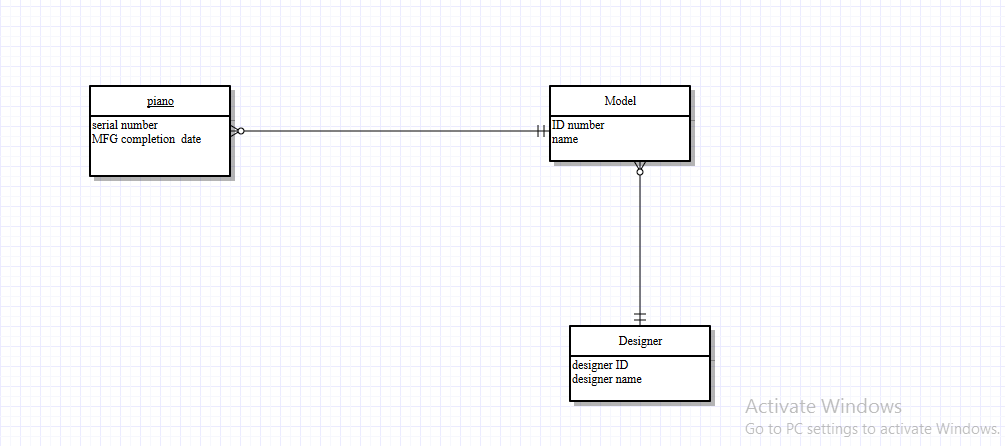 piano
serial number
MFG completion date
Model
ID number
name
Designer
designer ID
designer name
Activate Windows
Go to PC settings to activate Windows.